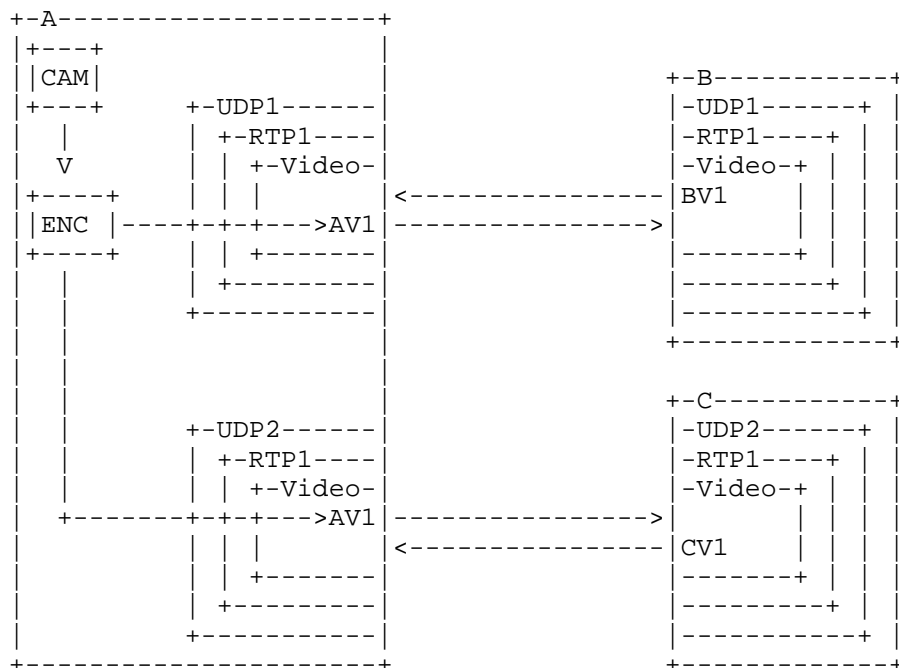 A
CAM
B
UDP1 UDP1
RTP1 RTP1
V Video Video
BV1
ENC AV1
C
UDP2 UDP2
RTP1 RTP1
Video Video
AV1
CV1